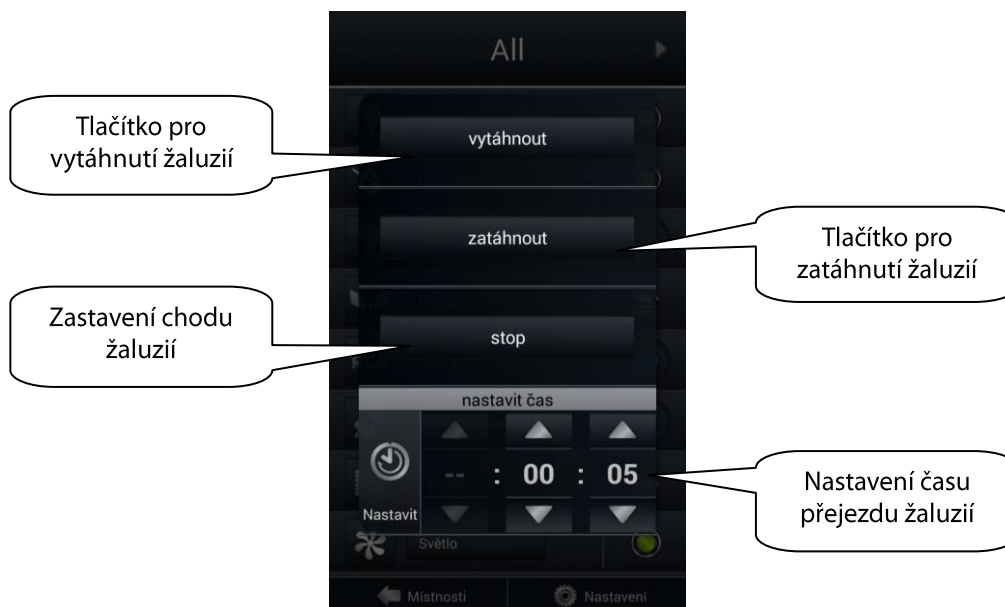 All
Tlačítko pro
vytáhnutí žaluzií
vytáhnout
zatáhnout
Tlačítko pro
zatáhnutí žaluzií
Zastavení chodu
žaluzií
stop
nastavit čas
-- : 00 : 05
Nastavit
Nastavení času
přejezdu žaluzií
Světlo
Místnosti
Nastavení